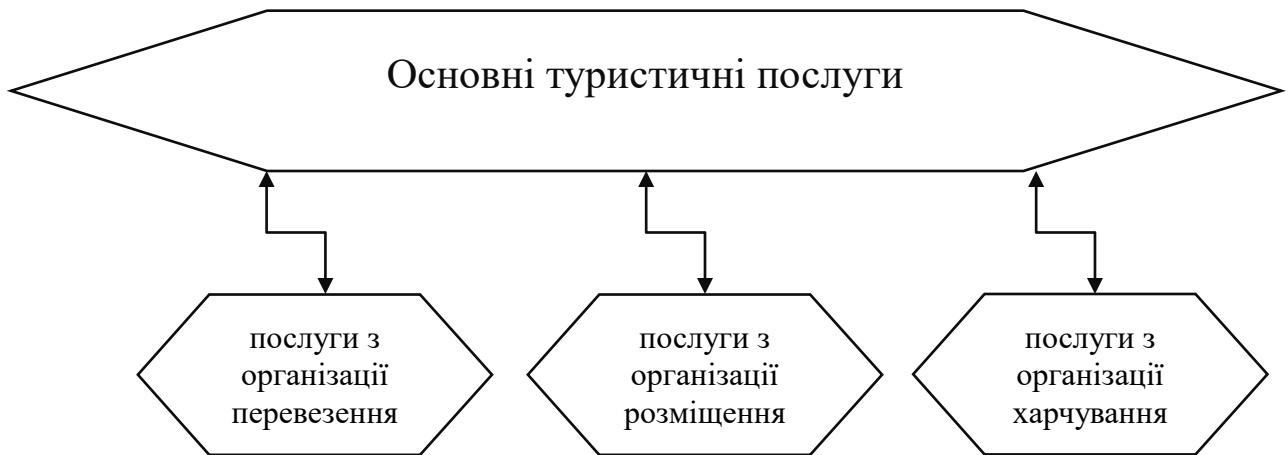 Основні туристичні послуги
послуги з
організації
перевезення
послуги з
організації
розміщення
послуги з
організації
харчування